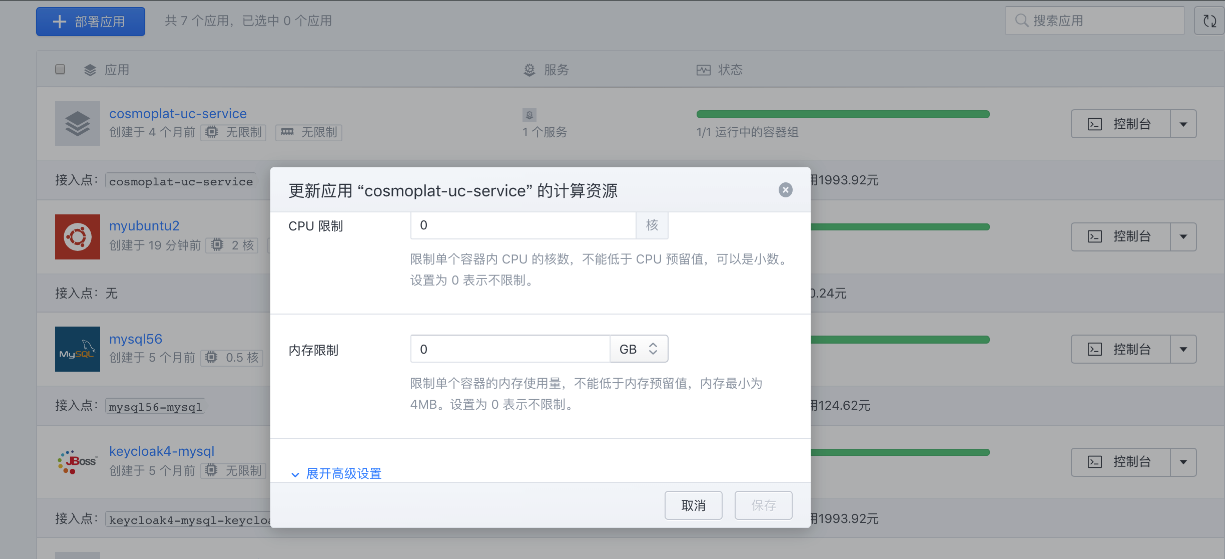 部署应用
共 7 个应用，已选中 0 个应用
搜索应用
应用
服务
状态
cosmoplat-uc-service
创建于 4 个月前 无限制 无限制
1 个服务
1/1 运行中的容器组
控制台
接入点： cosmoplat-uc-service
用1993.92元
更新应用 “cosmoplat-uc-service” 的计算资源
CPU 限制
0
核
限制单个容器内 CPU 的核数，不能低于 CPU 预留值，可以是小数。
设置为 0 表示不限制。
内存限制
0
GB
限制单个容器的内存使用量，不能低于内存预留值，内存最小为
4MB。设置为 0 表示不限制。
展开高级设置
取消
保存
myubuntu2
创建于 19 分钟前 2 核
控制台
接入点：无
0.24元
MySQL
mysql56
创建于 5 个月前 0.5 核
控制台
接入点： mysql56-mysql
用124.62元
JBoss
keycloak4-mysql
创建于 5 个月前 无限制
控制台
接入点： keycloak4-mysql-keycloa
用1993.92元